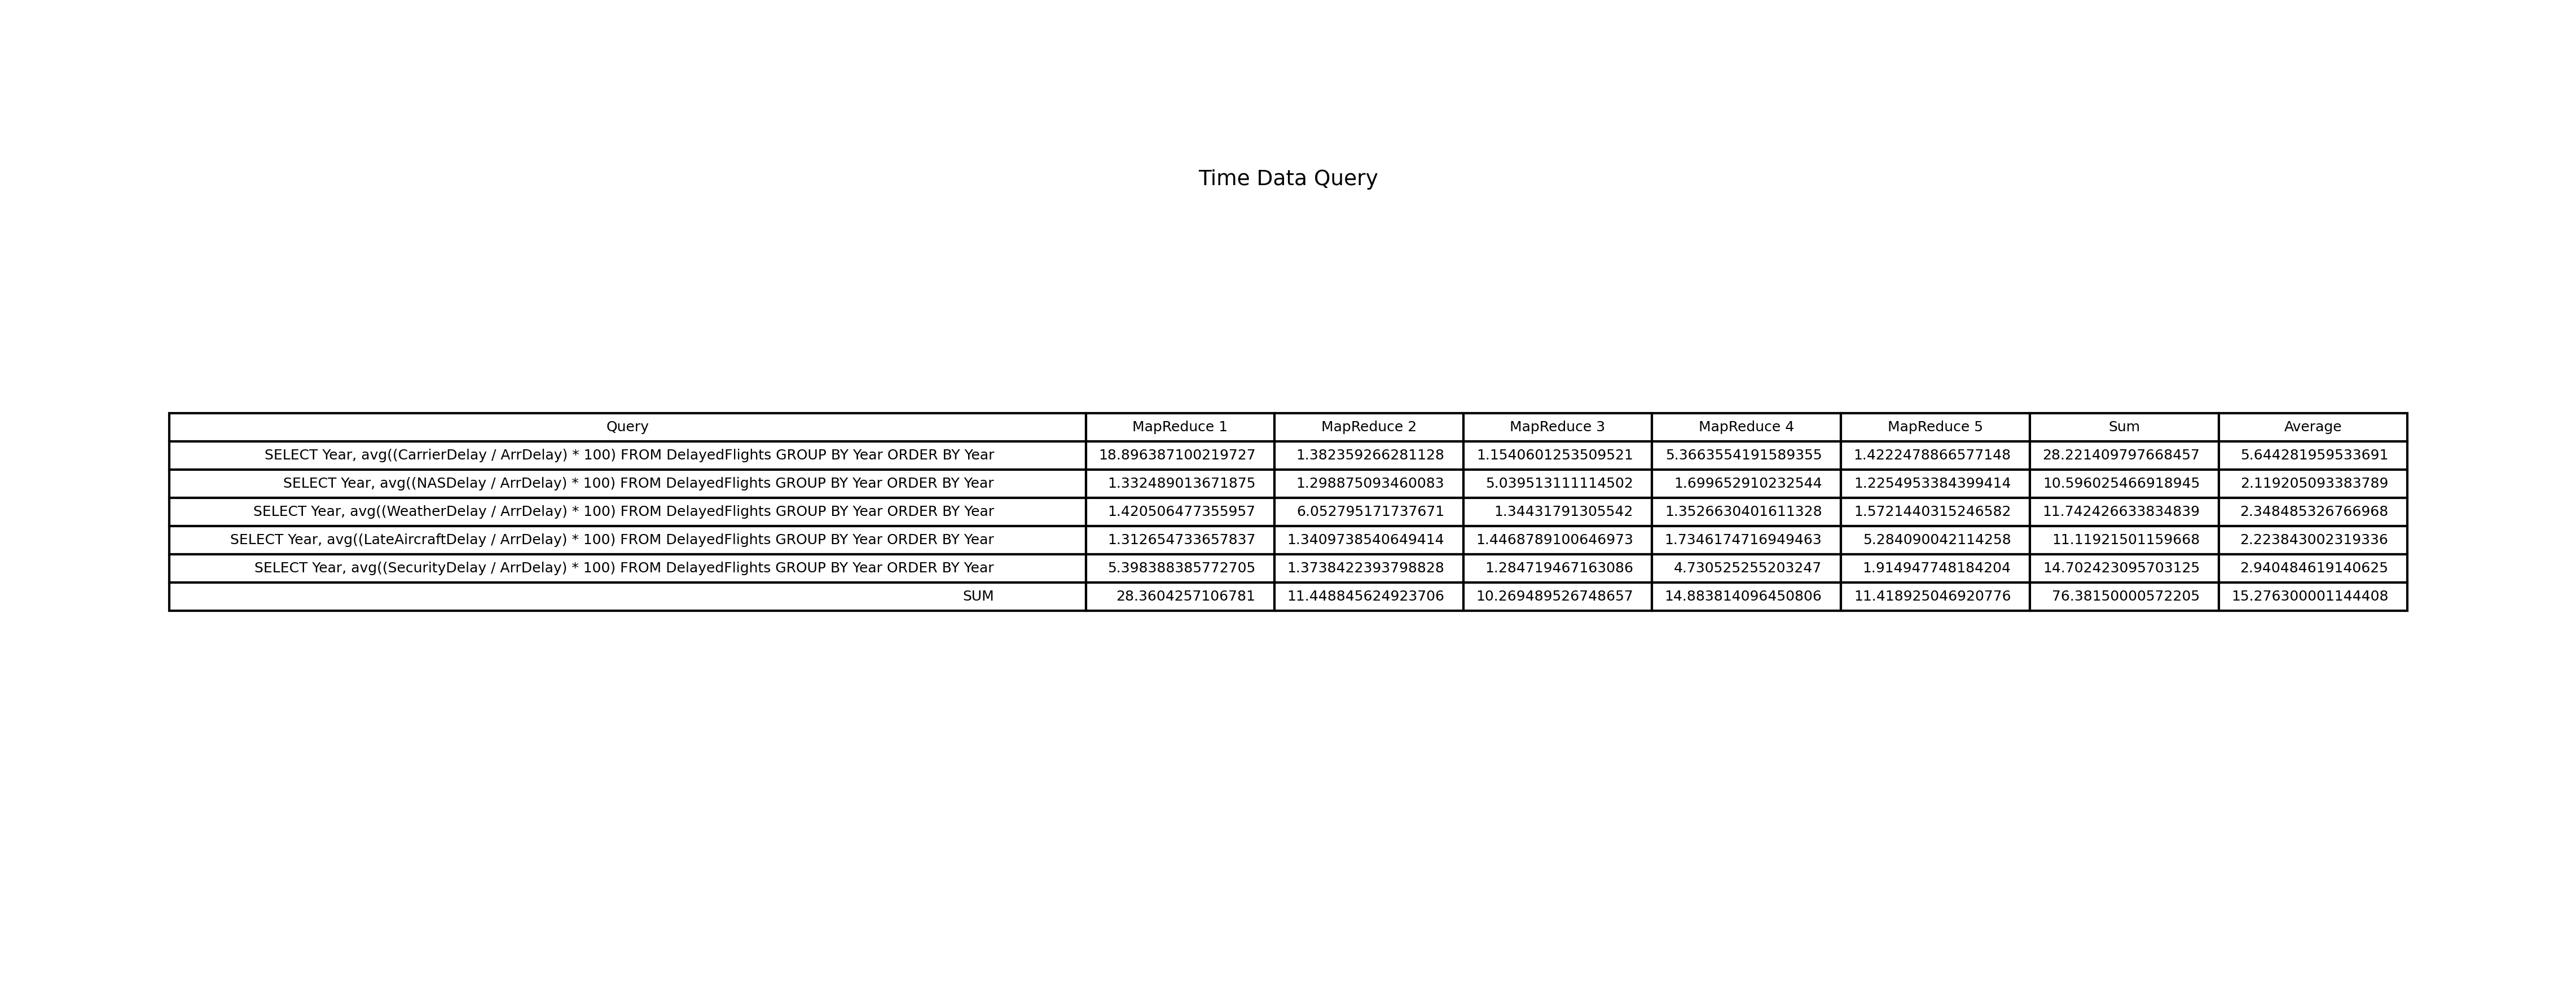 Time Data Query
Query MapReduce 1 MapReduce 2 MapReduce 3 MapReduce 4 MapReduce 5 Sum Average
SELECT Year, avg((CarrierDelay / ArrDelay) * 100) FROM DelayedFlights GROUP BY Year ORDER BY Year 18.896387100219727 1.382359266281128 1.1540601253509521 5.3663554191589355 1.4222478866577148 28.221409797668457 5.644281959533691
SELECT Year, avg((NASDelay / ArrDelay) * 100) FROM DelayedFlights GROUP BY Year ORDER BY Year 1.332489013671875 1.298875093460083 5.039513111114502 1.699652910232544 1.2254953384399414 10.596025466918945 2.119205093383789
SELECT Year, avg((WeatherDelay / ArrDelay) * 100) FROM DelayedFlights GROUP BY Year ORDER BY Year 1.420506477355957 6.052795171737671 1.34431791305542 1.3526630401611328 1.5721440315246582 11.742426633834839 2.348485326766968
SELECT Year, avg((LateAircraftDelay / ArrDelay) * 100) FROM DelayedFlights GROUP BY Year ORDER BY Year 1.312654733657837 1.3409738540649414 1.4468789100646973 1.7346174716949463 5.284090042114258 11.11921501159668 2.223843002319336
SELECT Year, avg((SecurityDelay / ArrDelay) * 100) FROM DelayedFlights GROUP BY Year ORDER BY Year 5.398388385772705 1.3738422393798828 1.284719467163086 4.730525255203247 1.914947748184204 14.702423095703125 2.940484619140625
SUM 28.3604257106781 11.448845624923706 10.269489526748657 14.883814096450806 11.418925046920776 76.38150000572205 15.276300001144408